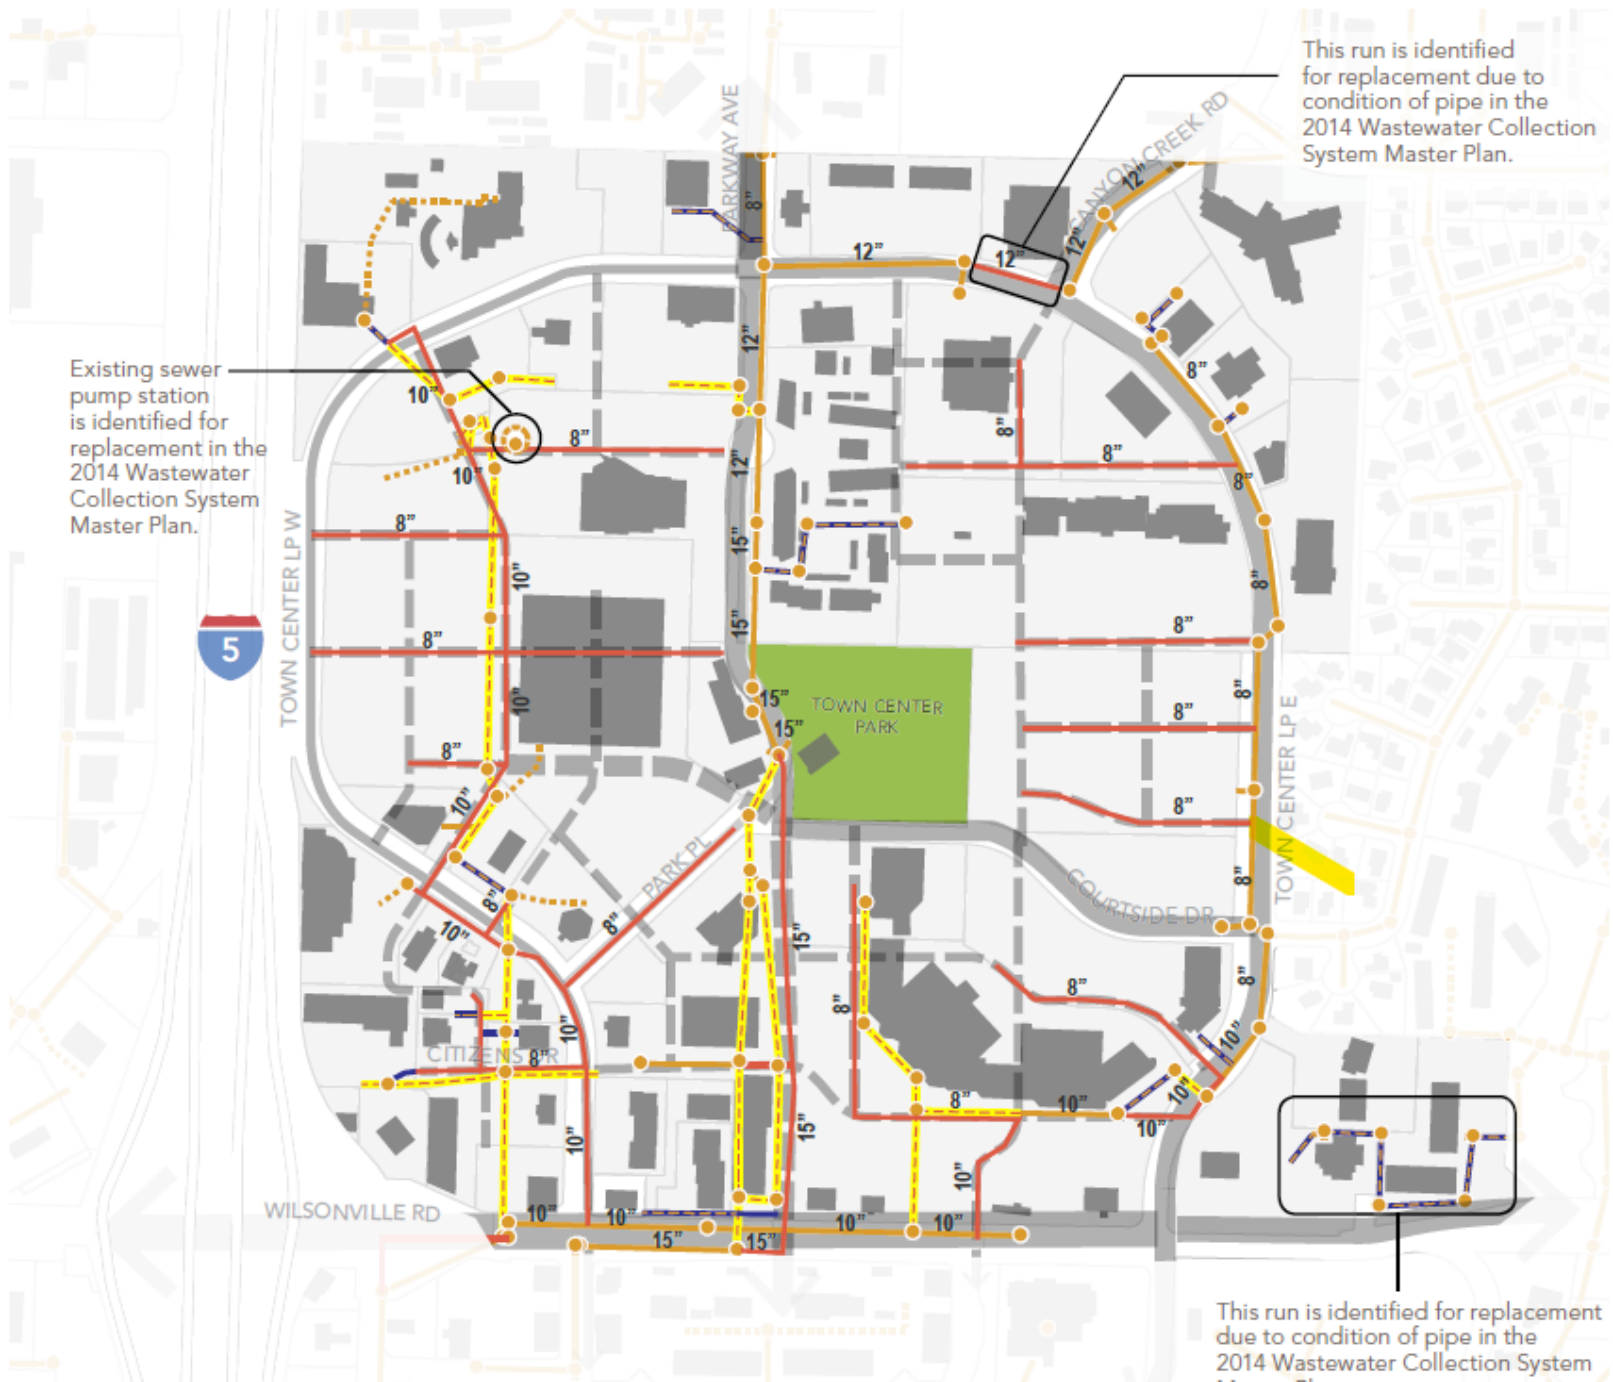 This run is identified
for replacement due to
condition of pipe in the
2014 Wastewater Collection
System Master Plan.
PARKWAY AVE
CANYON CREEK RD
8”
12”
12”
12”
12”
12”
Existing sewer
pump station
is identified for
replacement in the
2014 Wastewater
Collection System
Master Plan.
10”
8”
10”
12”
8”
8”
8”
8”
8”
TOWN CENTER LP W
15”
10”
8”
5
8”
15”
8”
8”
10”
15”
TOWN CENTER
PARK
8”
15”
8”
TOWN CENTER LP E
10”
8”
PARK PL
8”
COURTSIDE DR
8”
8”
10”
15”
8”
8”
8”
10”
10”
CITIZENS DR
8”
8”
10”
10”
10”
15”
10”
10”
WILSONVILLE RD
10”
10”
10”
10”
15”
15”
This run is identified for replacement
due to condition of pipe in the
2014 Wastewater Collection System